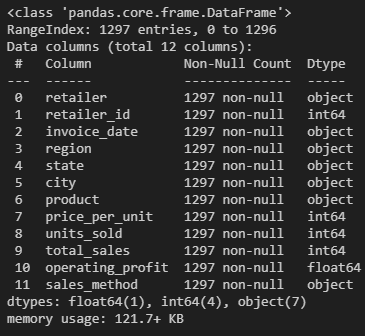 <class 'pandas.core.frame.DataFrame'>
RangeIndex: 1297 entries, 0 to 1296
Data columns (total 12 columns):
 #   Column            Non-Null Count  Dtype
---  ------            --------------  -----
 0   retailer          1297 non-null   object
 1   retailer_id       1297 non-null   int64
 2   invoice_date      1297 non-null   object
 3   region            1297 non-null   object
 4   state             1297 non-null   object
 5   city              1297 non-null   object
 6   product           1297 non-null   object
 7   price_per_unit    1297 non-null   int64
 8   units_sold        1297 non-null   int64
 9   total_sales       1297 non-null   int64
 10  operating_profit  1297 non-null   float64
 11  sales_method      1297 non-null   object
dtypes: float64(1), int64(4), object(7)
memory usage: 121.7+ KB